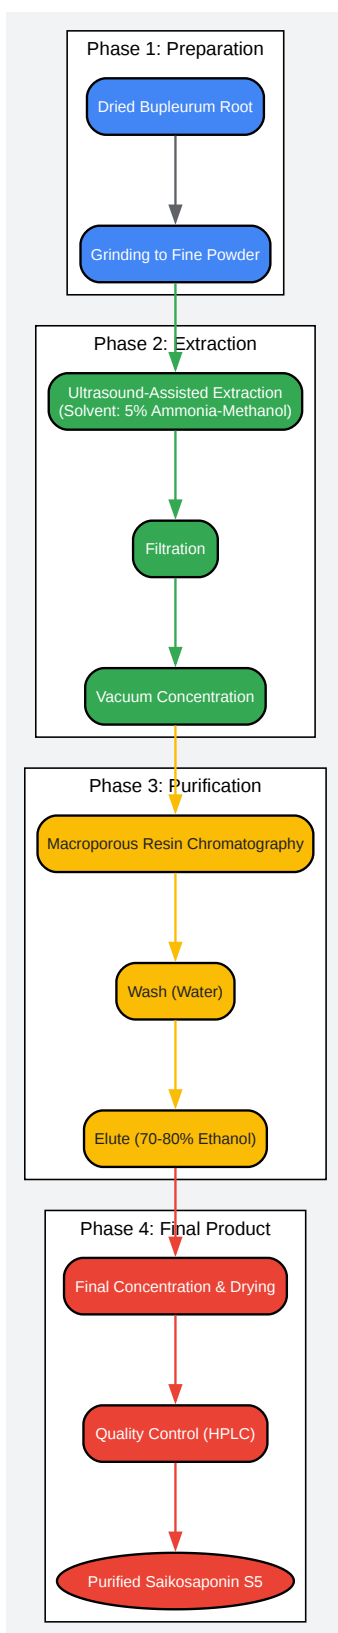 Phase 1: Preparation
Dried Bupleurum Root
Grinding to Fine Powder
Phase 2: Extraction
Ultrasound-Assisted Extraction
(Solvent: 5% Ammonia-Methanol)
Filtration
Vacuum Concentration
Phase 3: Purification
Macroporous Resin Chromatography
Wash (Water)
Elute (70-80% Ethanol)
Phase 4: Final Product
Final Concentration & Drying
Quality Control (HPLC)
Purified Saikosaponin S5